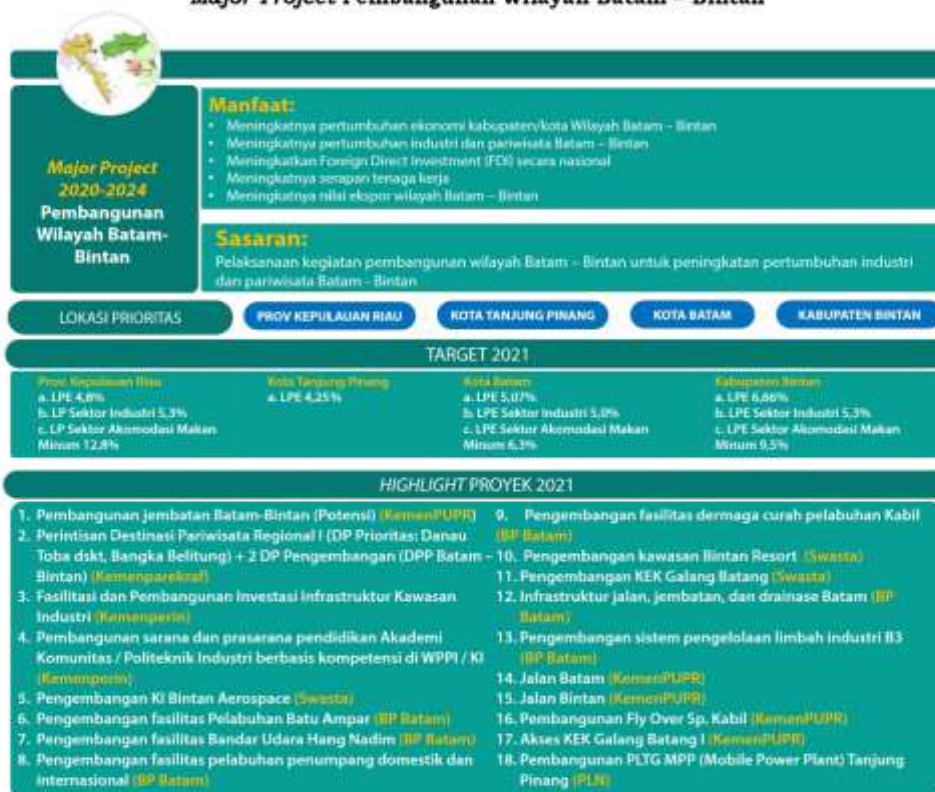 Major Project Pembangunan Wilayah Batam – Bintan
Major Project
2020-2024
Pembangunan
Wilayah Batam-
Bintan
Manfaat:
• Meningkatnya pertumbuhan ekonomi kabupaten/kota Wilayah Batam – Bintan
• Meningkatnya pertumbuhan industri dan pariwisata Batam – Bintan
• Meningkatkan Foreign Direct Investment (FDI) secara nasional
• Meningkatnya serapan tenaga kerja
• Meningkatnya nilai ekspor wilayah Batam – Bintan
Sasaran:
Pelaksanaan kegiatan pembangunan wilayah Batam – Bintan untuk peningkatan pertumbuhan industri
dan pariwisata Batam - Bintan
LOKASI PRIORITAS
PROV KEPULAUAN RIAU
KOTA TANJUNG PINANG
KOTA BATAM
KABUPATEN BINTAN
TARGET 2021
Prov. Kepulauan Riau
a. LPE 4,8%
b. LP Sektor Industri 5,3%
c. LP Sektor Akomodasi Makan
Minum 12,8%
Kota Tanjung Pinang
a. LPE 4,25%
Kota Batam
a. LPE 5,07%
b. LPE Sektor Industri 5,0%
c. LPE Sektor Akomodasi Makan
Minum 6,3%
Kabupaten Bintan
a. LPE 6,66%
b. LPE Sektor Industri 5,3%
c. LPE Sektor Akomodasi Makan
Minum 9,5%
HIGHLIGHT PROYEK 2021
1. Pembangunan jembatan Batam-Bintan (Potensi) (KemenPUPR)
2. Perintisan Destinasi Pariwisata Regional I (DP Prioritas: Danau
Toba dskt, Bangka Belitung) + 2 DP Pengembangan (DPP Batam –
Bintan) (Kemenparekraf)
3. Fasilitasi dan Pembangunan Investasi Infrastruktur Kawasan
Industri (Kemenperin)
4. Pembangunan sarana dan prasarana pendidikan Akademi
Komunitas / Politeknik Industri berbasis kompetensi di WPPI / KI
(Kemenperin)
5. Pengembangan KI Bintan Aerospace (Swasta)
6. Pengembangan fasilitas Pelabuhan Batu Ampar (BP Batam)
7. Pengembangan fasilitas Bandar Udara Hang Nadim (BP Batam)
8. Pengembangan fasilitas pelabuhan penumpang domestik dan
internasional (BP Batam)
9. Pengembangan fasilitas dermaga curah pelabuhan Kabil
(BP Batam)
10. Pengembangan kawasan Bintan Resort (Swasta)
11. Pengembangan KEK Galang Batang (Swasta)
12. Infrastruktur jalan, jembatan, dan drainase Batam (BP
Batam)
13. Pengembangan sistem pengelolaan limbah industri B3
(BP Batam)
14. Jalan Batam (KemenPUPR)
15. Jalan Bintan (KemenPUPR)
16. Pembangunan Fly Over Sp. Kabil (KemenPUPR)
17. Akses KEK Galang Batang I (KemenPUPR)
18. Pembangunan PLTG MPP (Mobile Power Plant) Tanjung
Pinang (PLN)